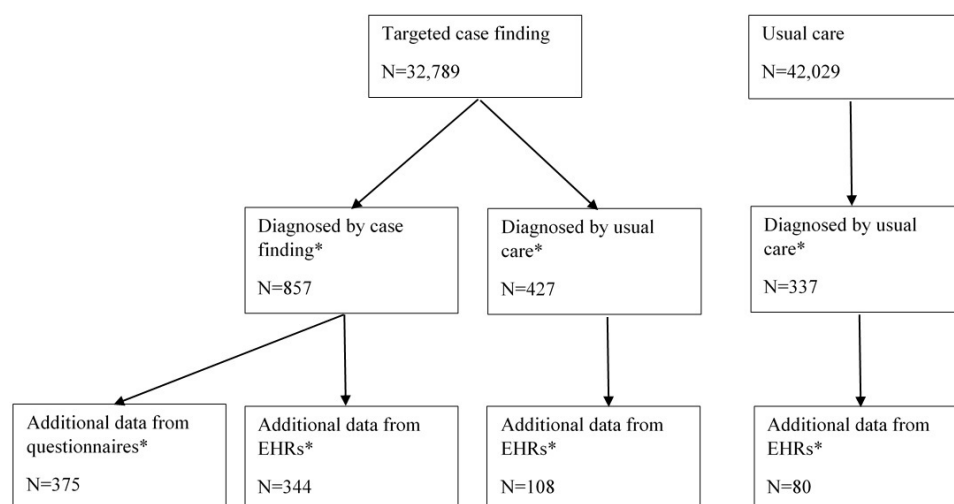 Targeted case finding
N=32,789
Usual care
N=42,029
Diagnosed by case
finding*
N=857
Diagnosed by usual
care*
N=427
Diagnosed by usual
care*
N=337
Additional data from
questionnaires*
N=375
Additional data from
EHRs*
N=344
Additional data from
EHRs*
N=108
Additional data from
EHRs*
N=80